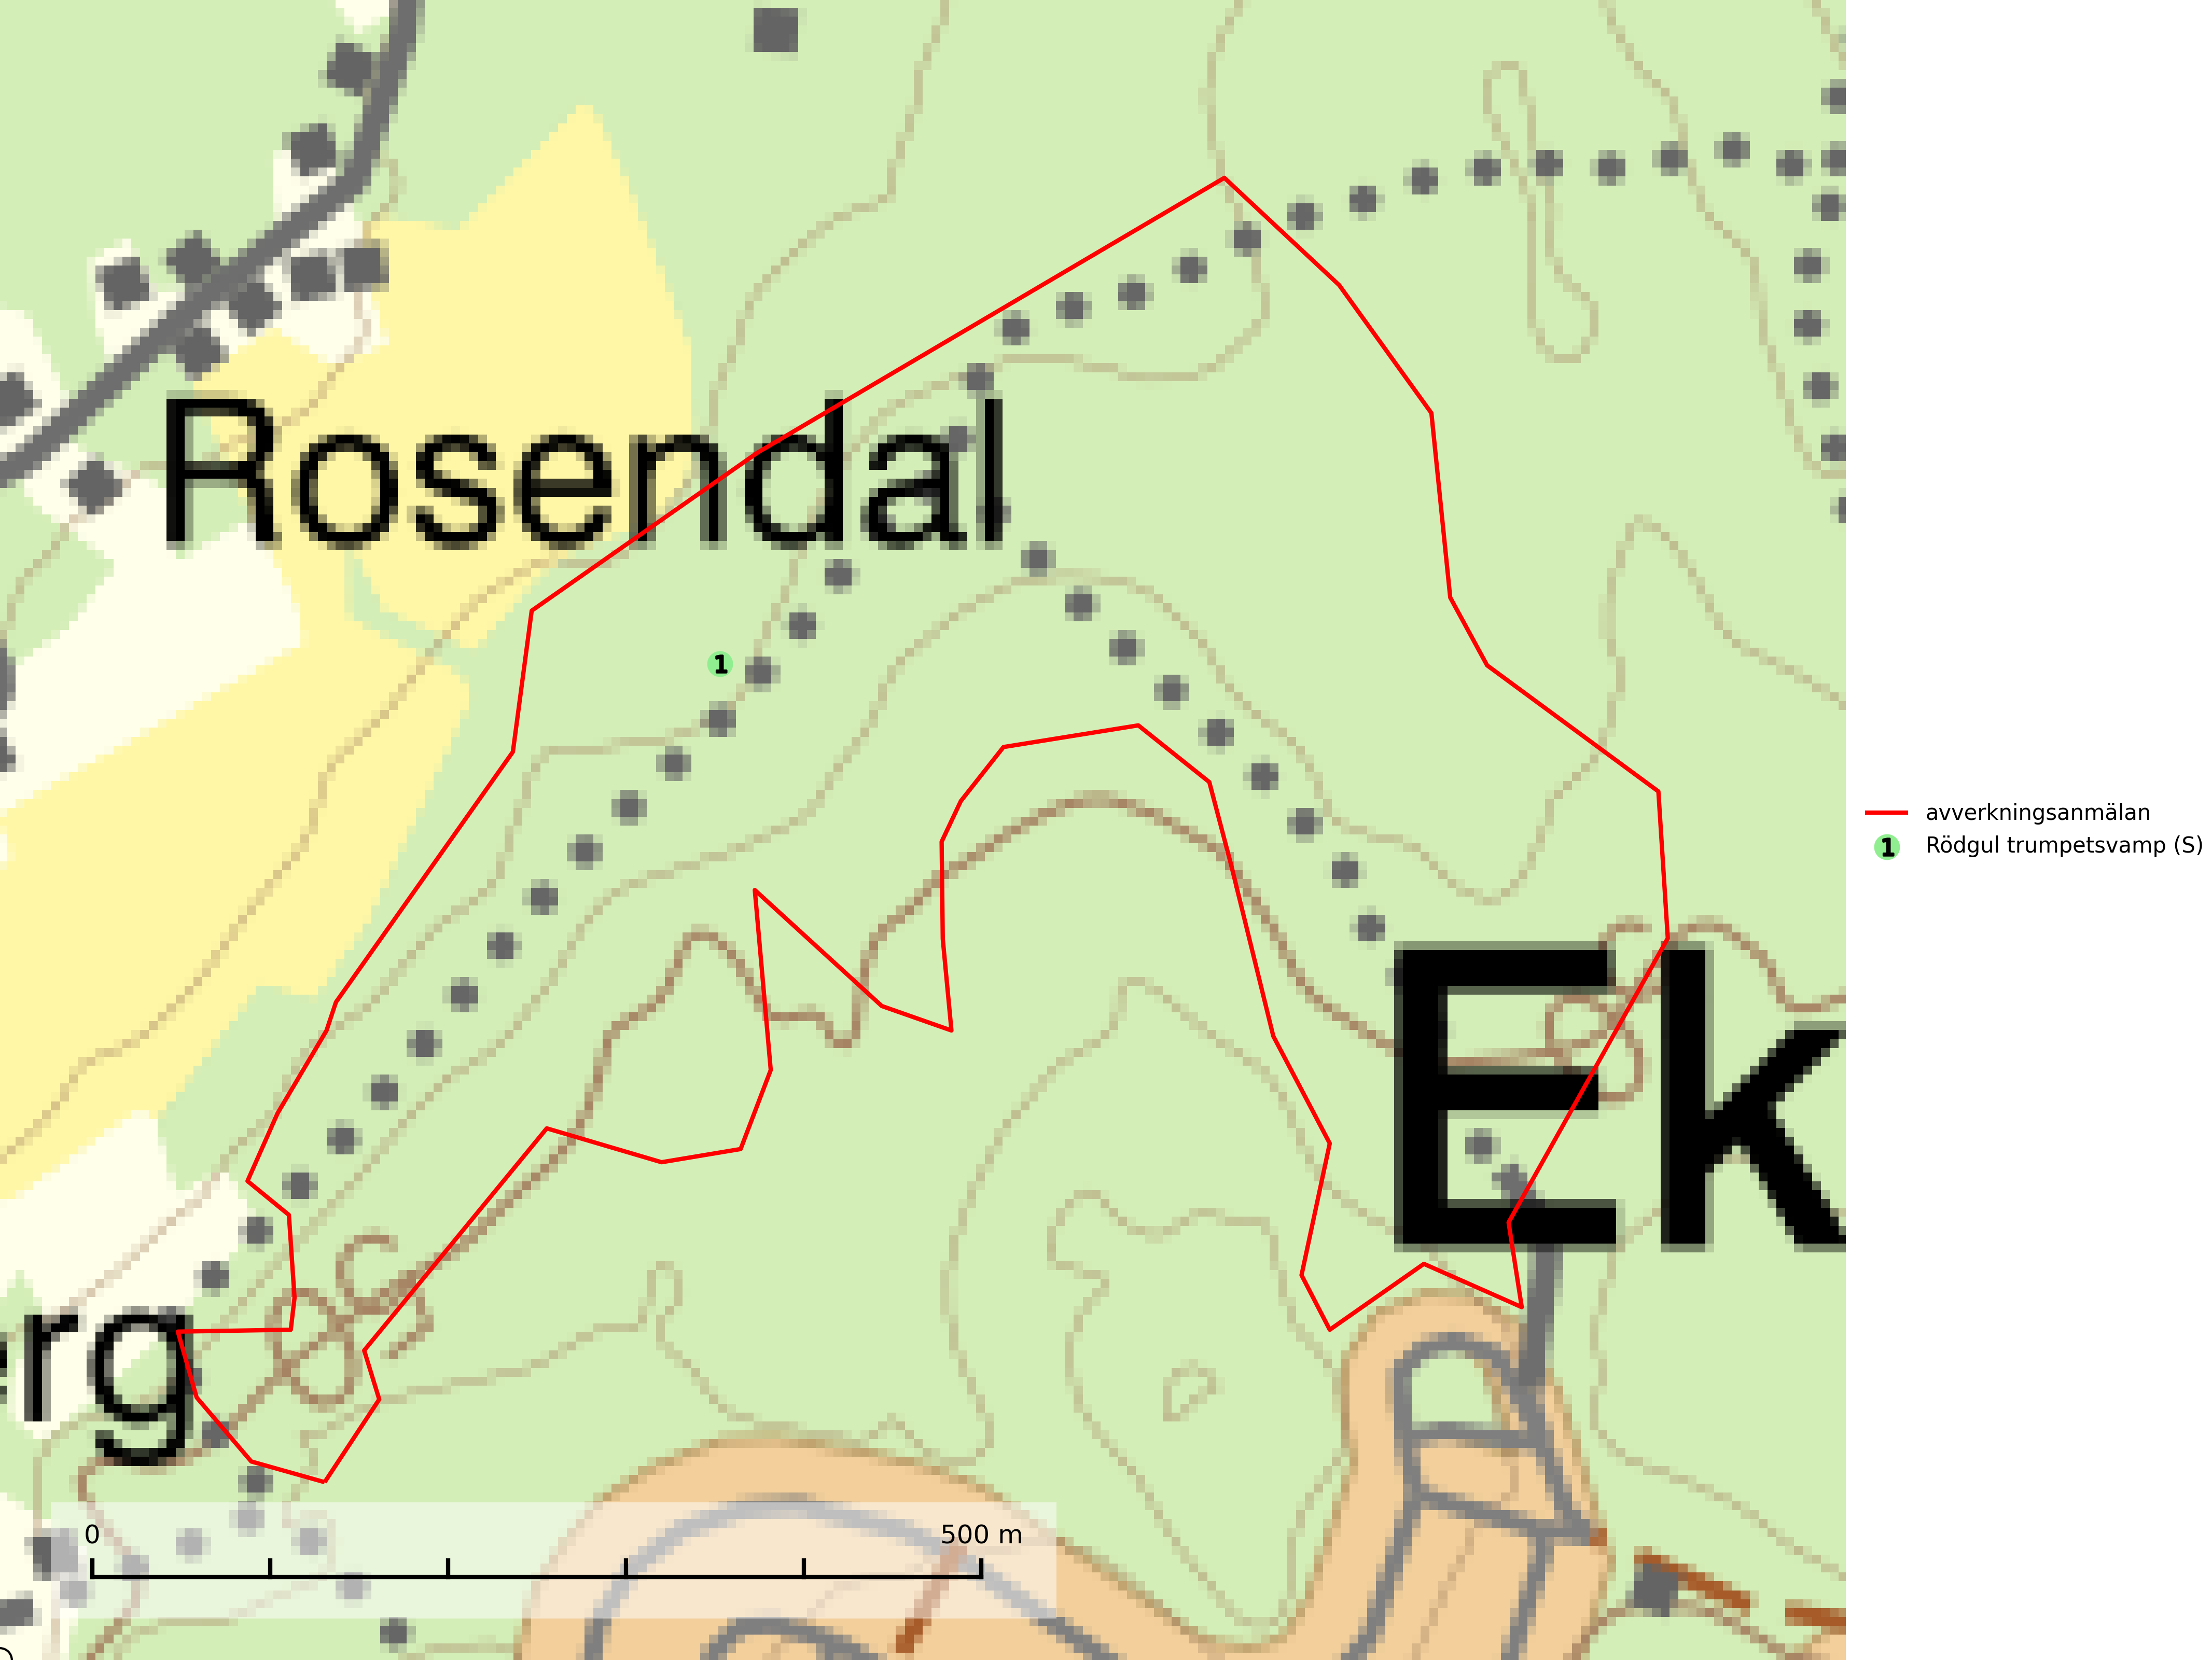 Rosendal
1
Ek
rg
0 500 m
avverkningsanmälan
1 Rödgul trumpetsvamp (S)